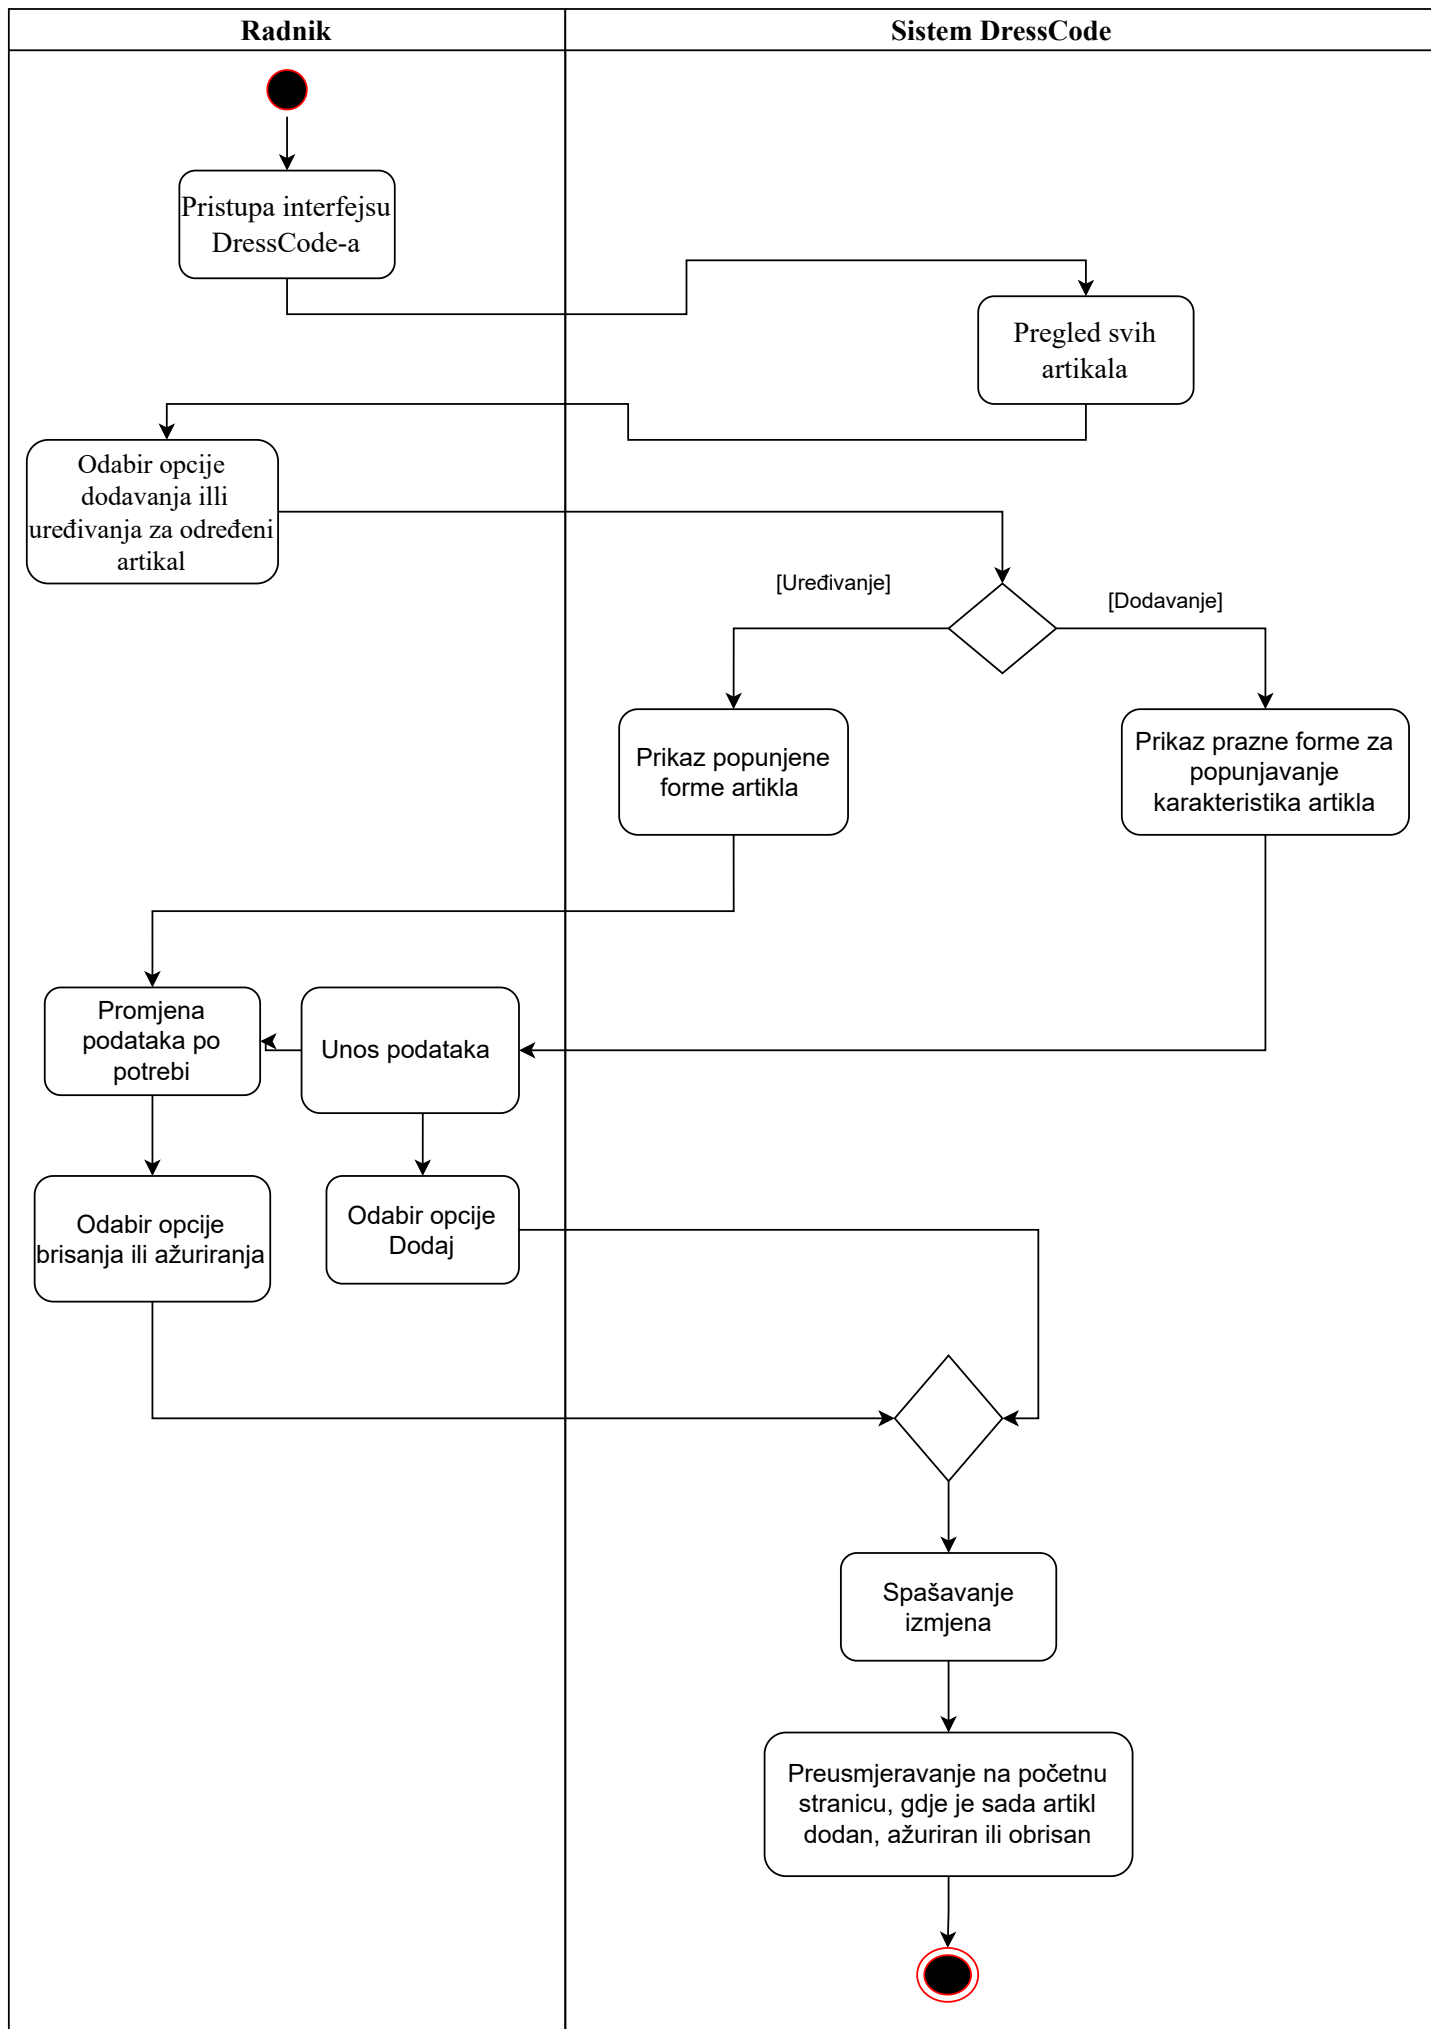 Radnik
Sistem DressCode
Pristupa interfejsu
DressCode-a
Pregled svih
artikala
Odabir opcije
dodavanja illi
uređivanja za određeni
artikal
[Uređivanje]
[Dodavanje]
Prikaz popunjene
forme artikla
Prikaz prazne forme za
popunjavanje
karakteristika artikla
Promjena
podataka po
potrebi
Unos podataka
Odabir opcije
brisanja ili ažuriranja
Odabir opcije
Dodaj
Spašavanje
izmjena
Preusmjeravanje na početnu
stranicu, gdje je sada artikl
dodan, ažuriran ili obrisan